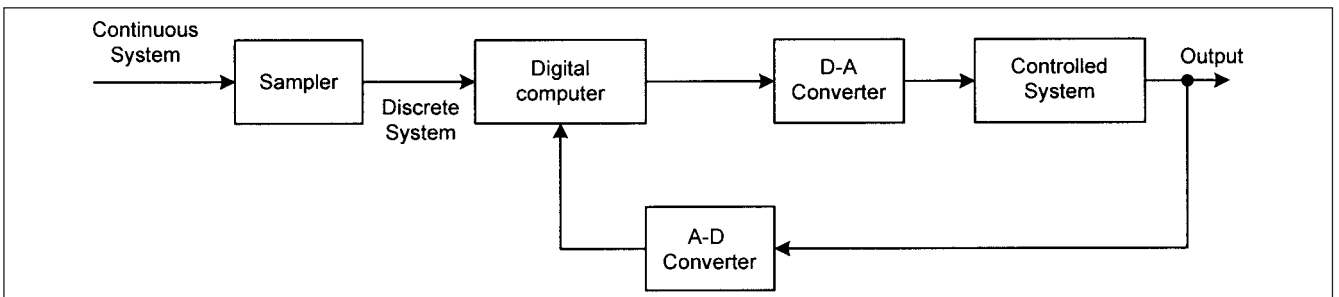 Continuous
System
Sampler
Discrete
System
Digital
computer
D-A
Converter
Controlled
System
Output
A-D
Converter